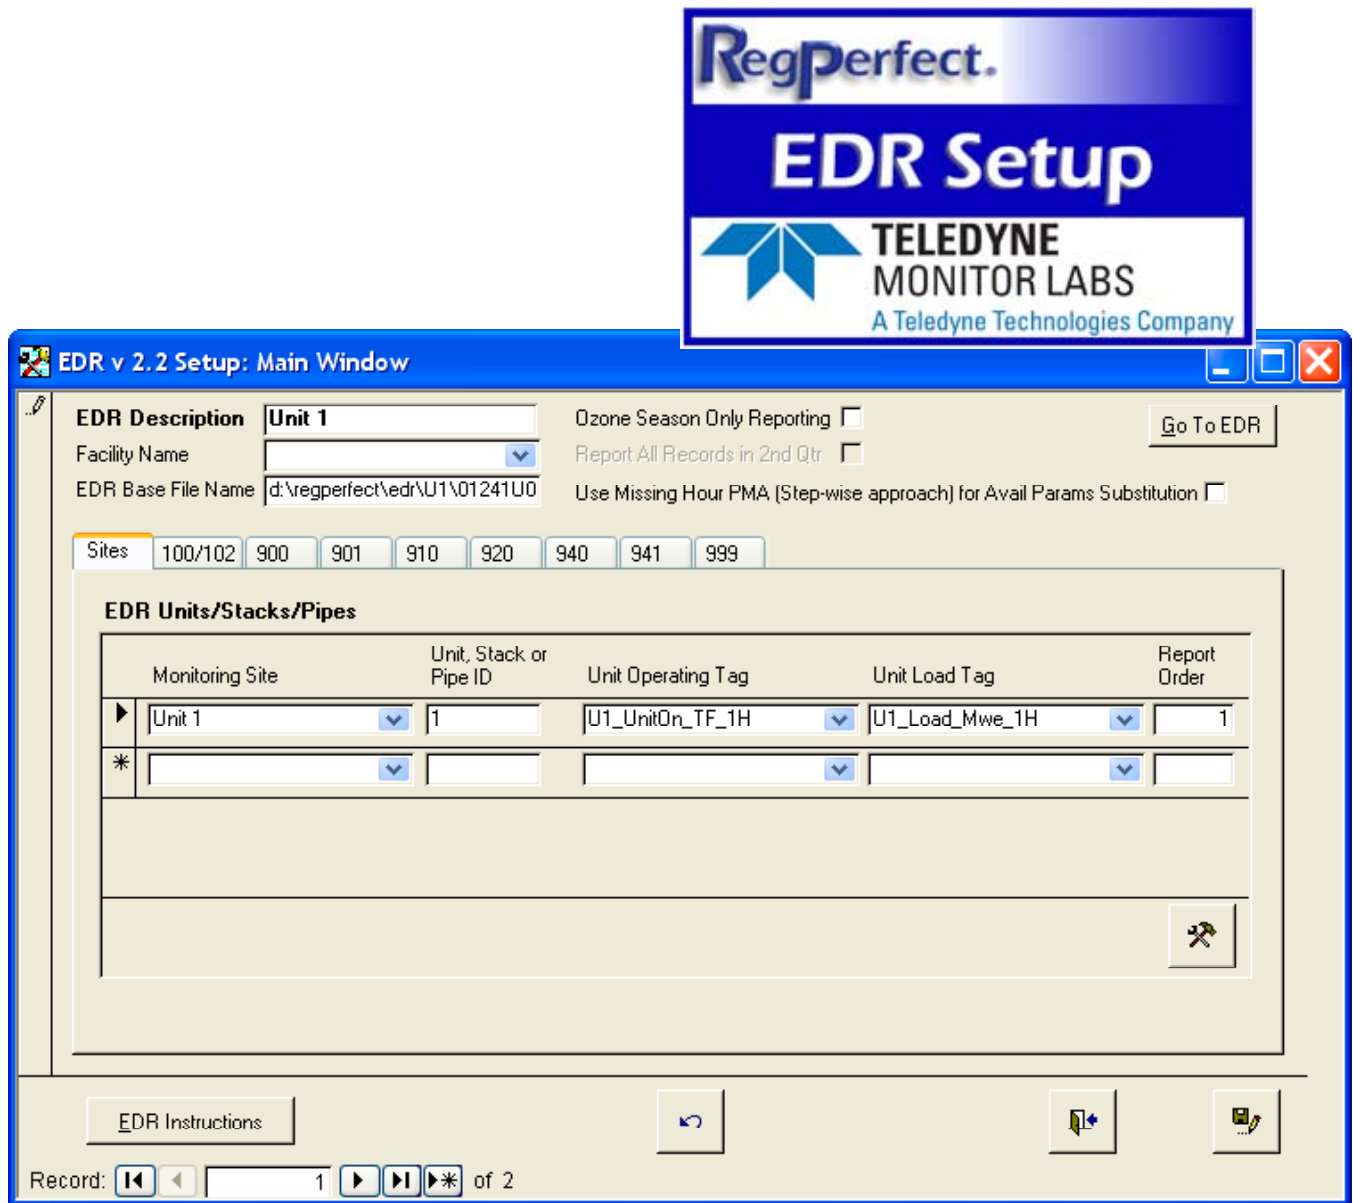 RegPerfect.
EDR Setup
TELEDYNE
MONITOR LABS
A Teledyne Technologies Company
EDR v 2.2 Setup: Main Window
EDR Description Unit 1 Ozone Season Only Reporting Go To EDR
Facility Name Report All Records in 2nd Qtr
EDR Base File Name d:\regperfect\edr\U1\01241U0 Use Missing Hour PMA (Step-wise approach) for Avail Params Substitution
Sites 100/102 900 901 910 920 940 941 999
EDR Units/Stacks/Pipes
Unit, Stack or Report
Monitoring Site Pipe ID Unit Operating Tag Unit Load Tag Order
Unit 1 1 U1_UnitOn_TF_1H U1_Load_Mwe_1H 1
EDR Instructions
Record: 1 of 2